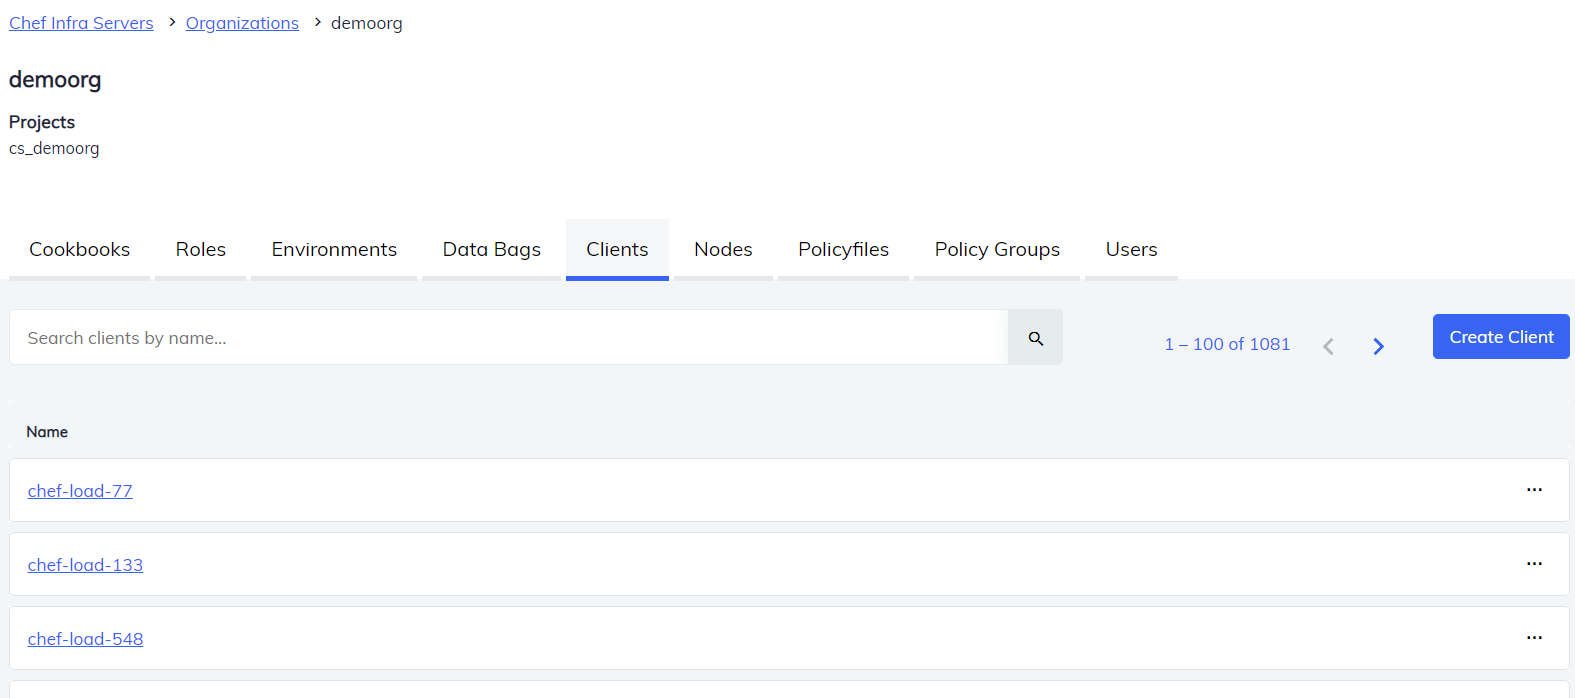 Chef Infra Servers > Organizations > demoorg
demoorg
Projects
cs_demoorg
Cookbooks Roles Environments Data Bags Clients Nodes Policyfiles Policy Groups Users
Search clients by name... 1 – 100 of 1081 Create Client
Name
chef-load-77 ...
chef-load-133 ...
chef-load-548 ...